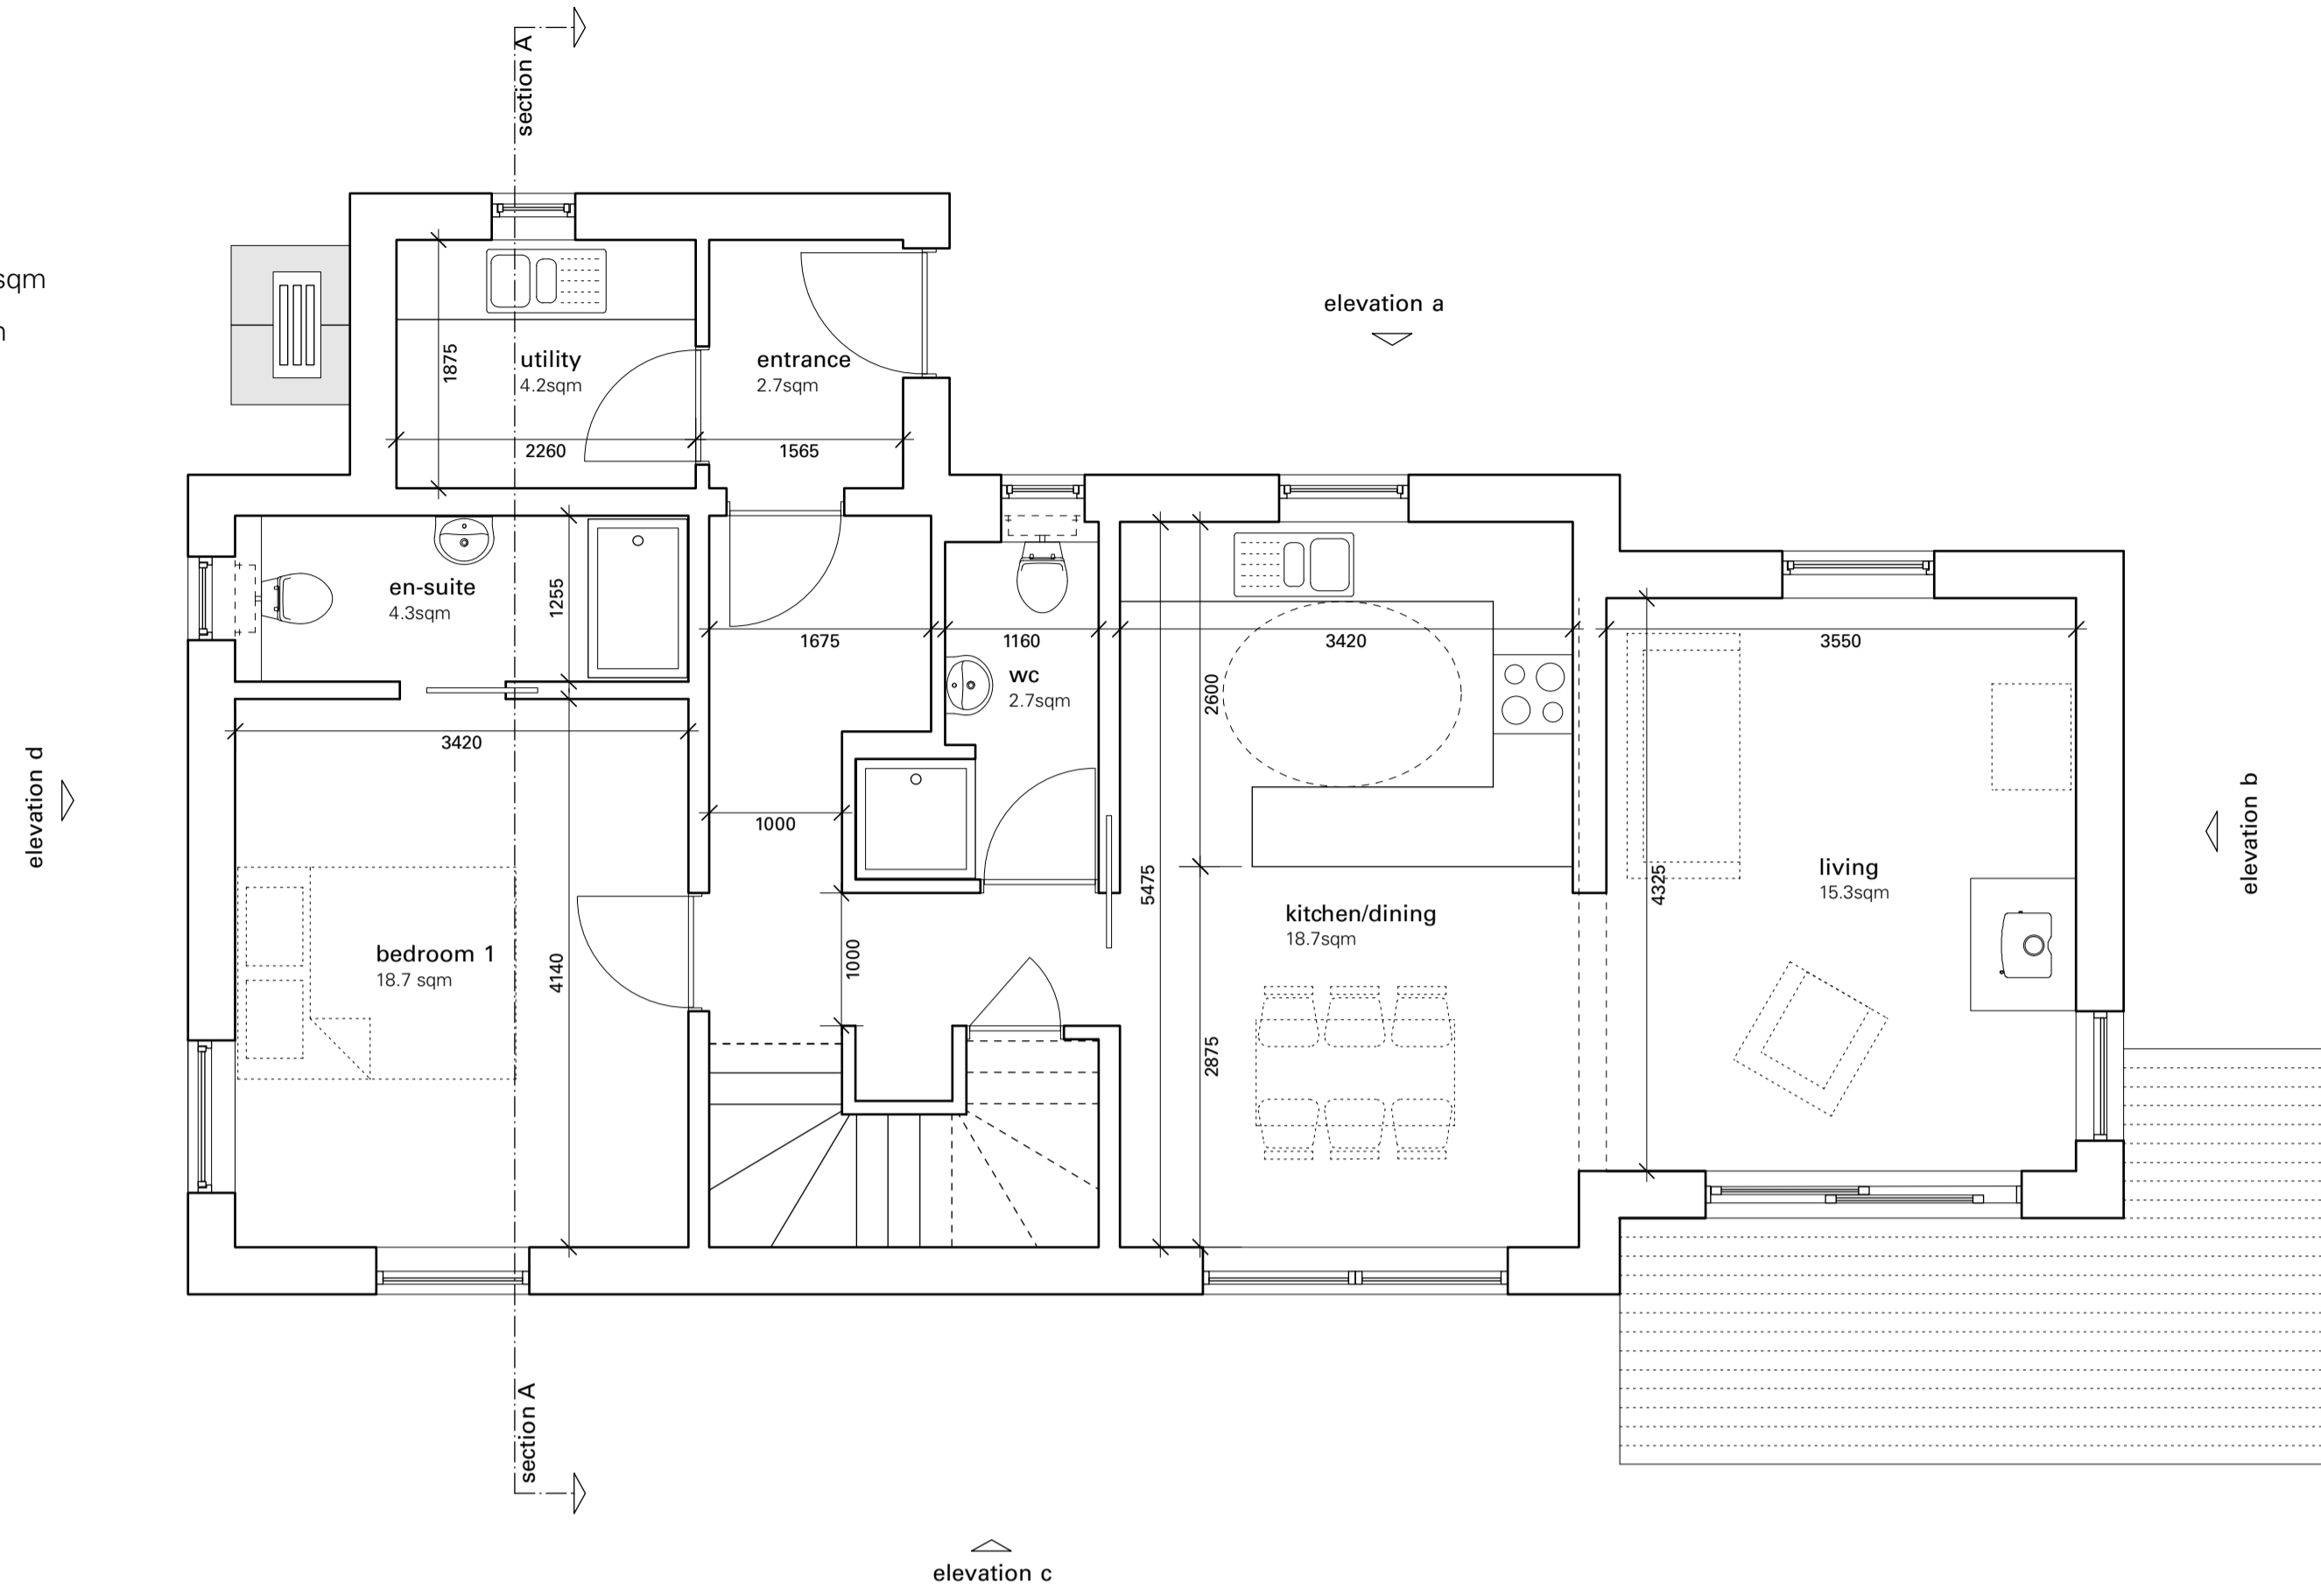 section A
sqm
elevation a
utility
4.2sqm
entrance
2.7sqm
1875
2260
1565
en-suite
4.3sqm
1255
1675
1160
3420
3550
wc
2.7sqm
2600
3420
elevation d
elevation b
1000
living
15.3sqm
5475
4325
kitchen/dining
18.7sqm
bedroom 1
18.7 sqm
4140
1000
2875
section A
elevation c